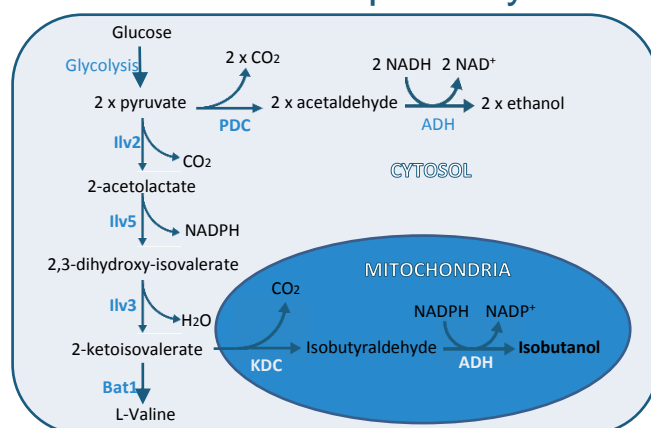 Glucose
Glycolysis
2 x CO₂
2 NADH 2 NAD⁺
2 x pyruvate
2 x acetaldehyde
2 x ethanol
PDC
ADH
Ilv2
CO₂
CYTOSOL
2-acetolactate
Ilv5
NADPH
2,3-dihydroxy-isovalerate
MITOCHONDRIA
CO₂
Ilv3
NADPH
NADP⁺
H₂O
2-ketoisovalerate
Isobutyraldehyde
Isobutanol
KDC
ADH
Bat1
L-Valine